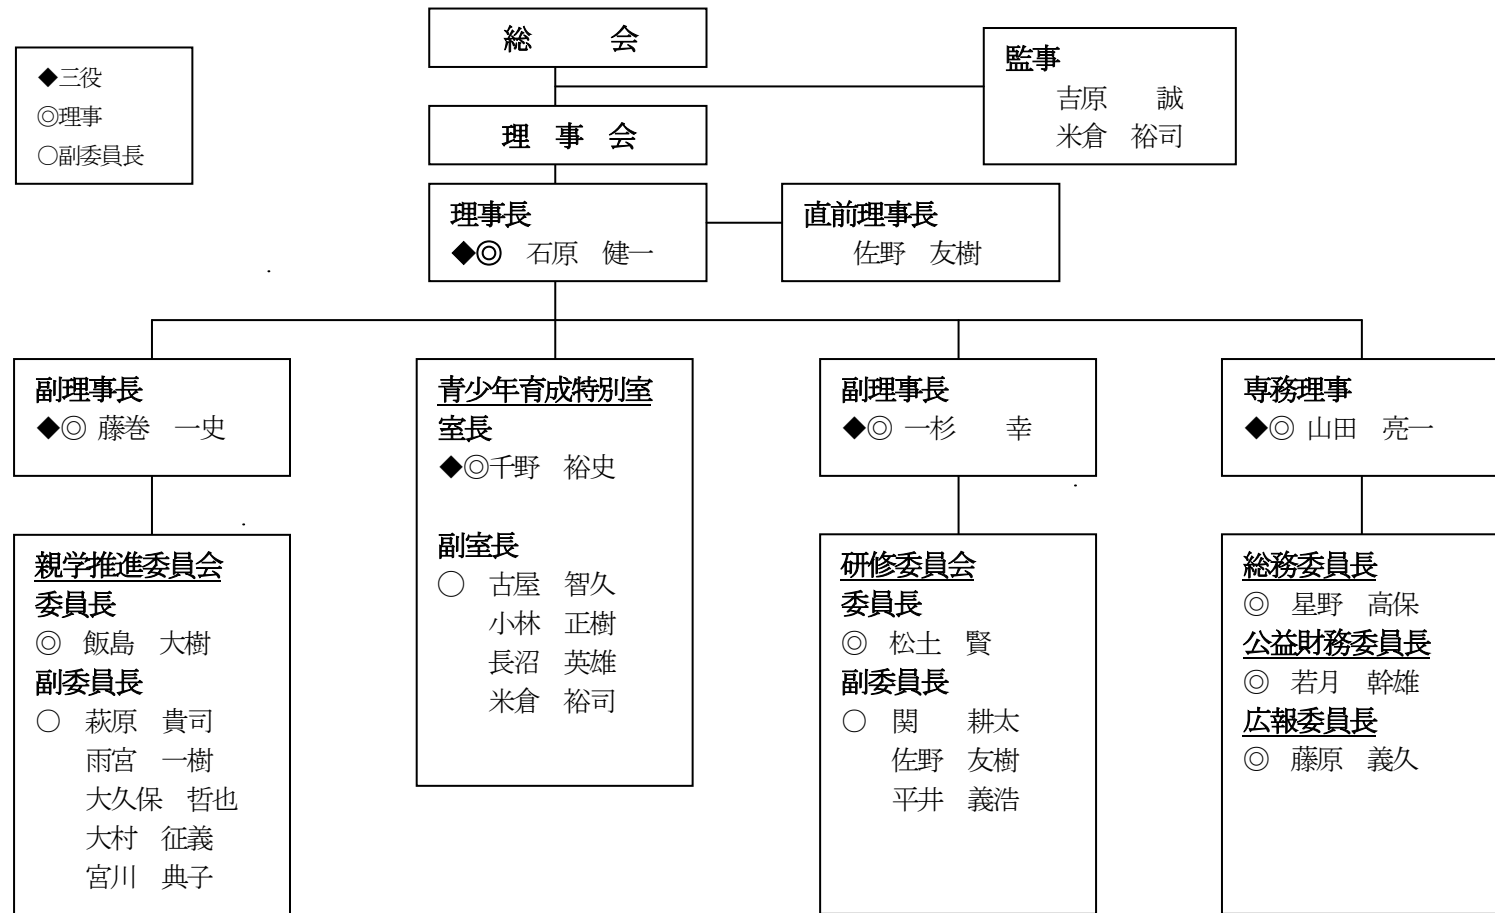 ◆三役
◎理事
○副委員長
総　会
監事
吉原　誠
米倉　裕司
理　事　会
理事長
◆◎　石原　健一
直前理事長
佐野　友樹
副理事長
◆◎ 藤巻　一史
親学推進委員会
委員長
◎　飯島　大樹
副委員長
○　萩原　貴司
雨宮　一樹
大久保　哲也
大村　征義
宮川　典子
青少年育成特別室
室長
◆◎千野　裕史
副室長
○　古屋　智久
小林　正樹
長沼　英雄
米倉　裕司
副理事長
◆◎ 一杉　幸
研修委員会
委員長
◎　松土　賢
副委員長
○　関　耕太
佐野　友樹
平井　義浩
専務理事
◆◎ 山田　亮一
総務委員長
◎　星野　高保
公益財務委員長
◎　若月　幹雄
広報委員長
◎　藤原　義久